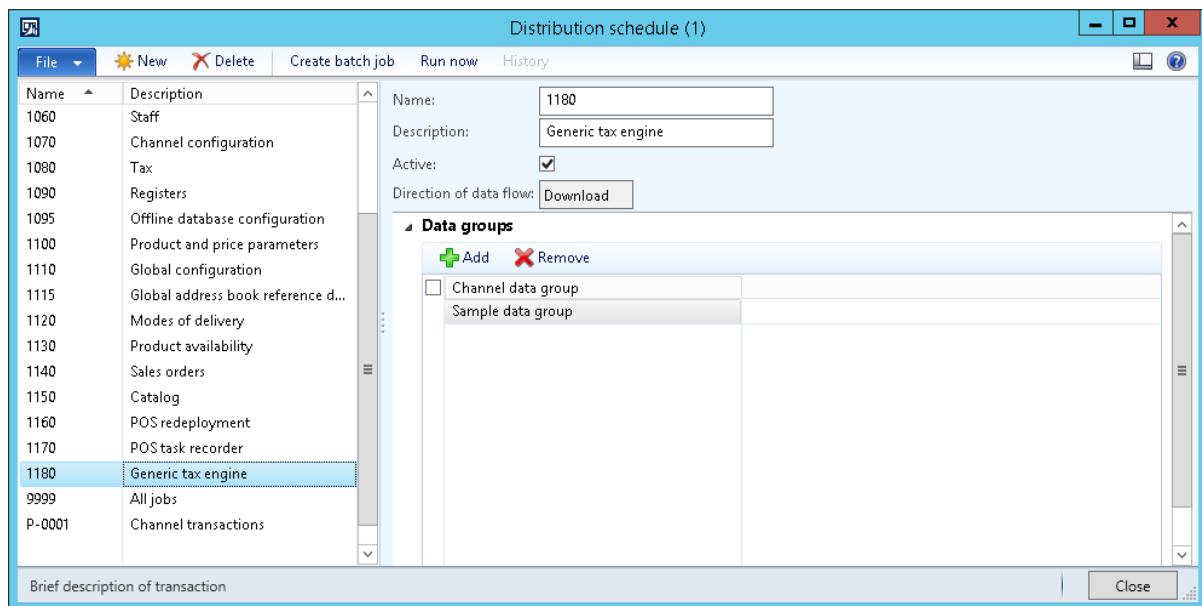 Distribution schedule (1)
File New Delete Create batch job Run now History
Name Description
1060 Staff
1070 Channel configuration
1080 Tax
1090 Registers
1095 Offline database configuration
1100 Product and price parameters
1110 Global configuration
1115 Global address book reference d...
1120 Modes of delivery
1130 Product availability
1140 Sales orders
1150 Catalog
1160 POS redeployment
1170 POS task recorder
1180 Generic tax engine
9999 All jobs
P-0001 Channel transactions
Name: 1180
Description: Generic tax engine
Active:
Direction of data flow: Download
Data groups
Add Remove
Channel data group
Sample data group
Brief description of transaction
Close